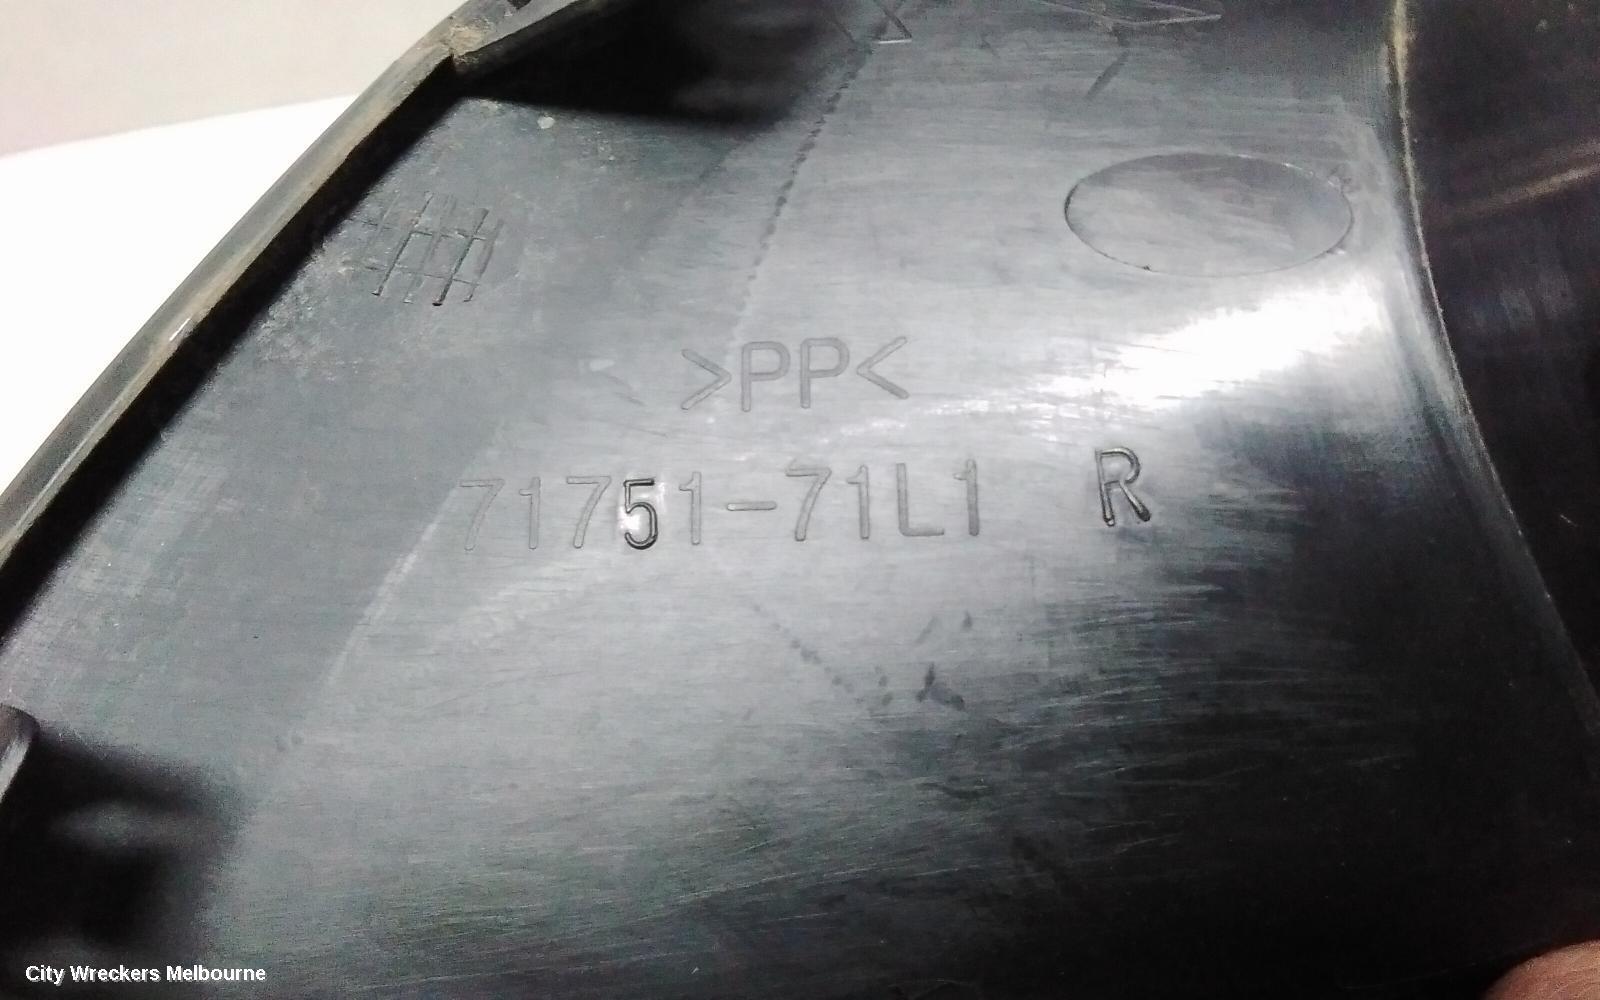 >PP<
71751-71L1 R
City Wreckers Melbourne